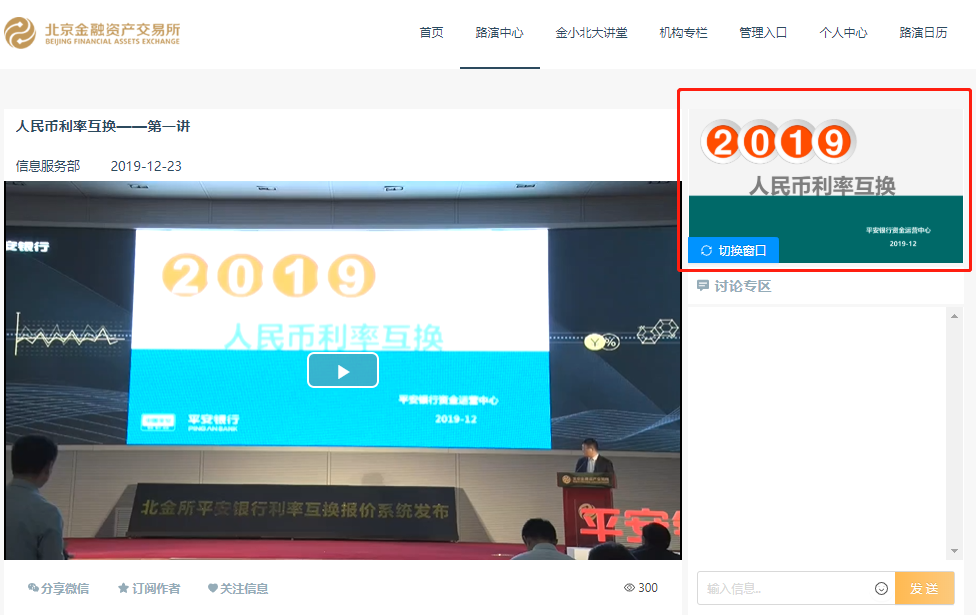 北京金融资产交易所
BEIJING FINANCIAL ASSETS EXCHANGE
首页 路演中心 金小北大讲堂 机构专栏 管理入口 个人中心 路演日历
人民币利率互换——第一讲
信息服务部 2019-12-23
安银行
2019
人民币利率互换
平安银行资金运营中心
2019-12
平安银行
PING AN BANK
北金所平安银行利率互换报价系统发布
平安
¥%
分享微信 订阅作者 关注信息 300
2019
人民币利率互换
平安银行资金运营中心
2019-12
切换窗口
讨论专区
输入信息..
发送